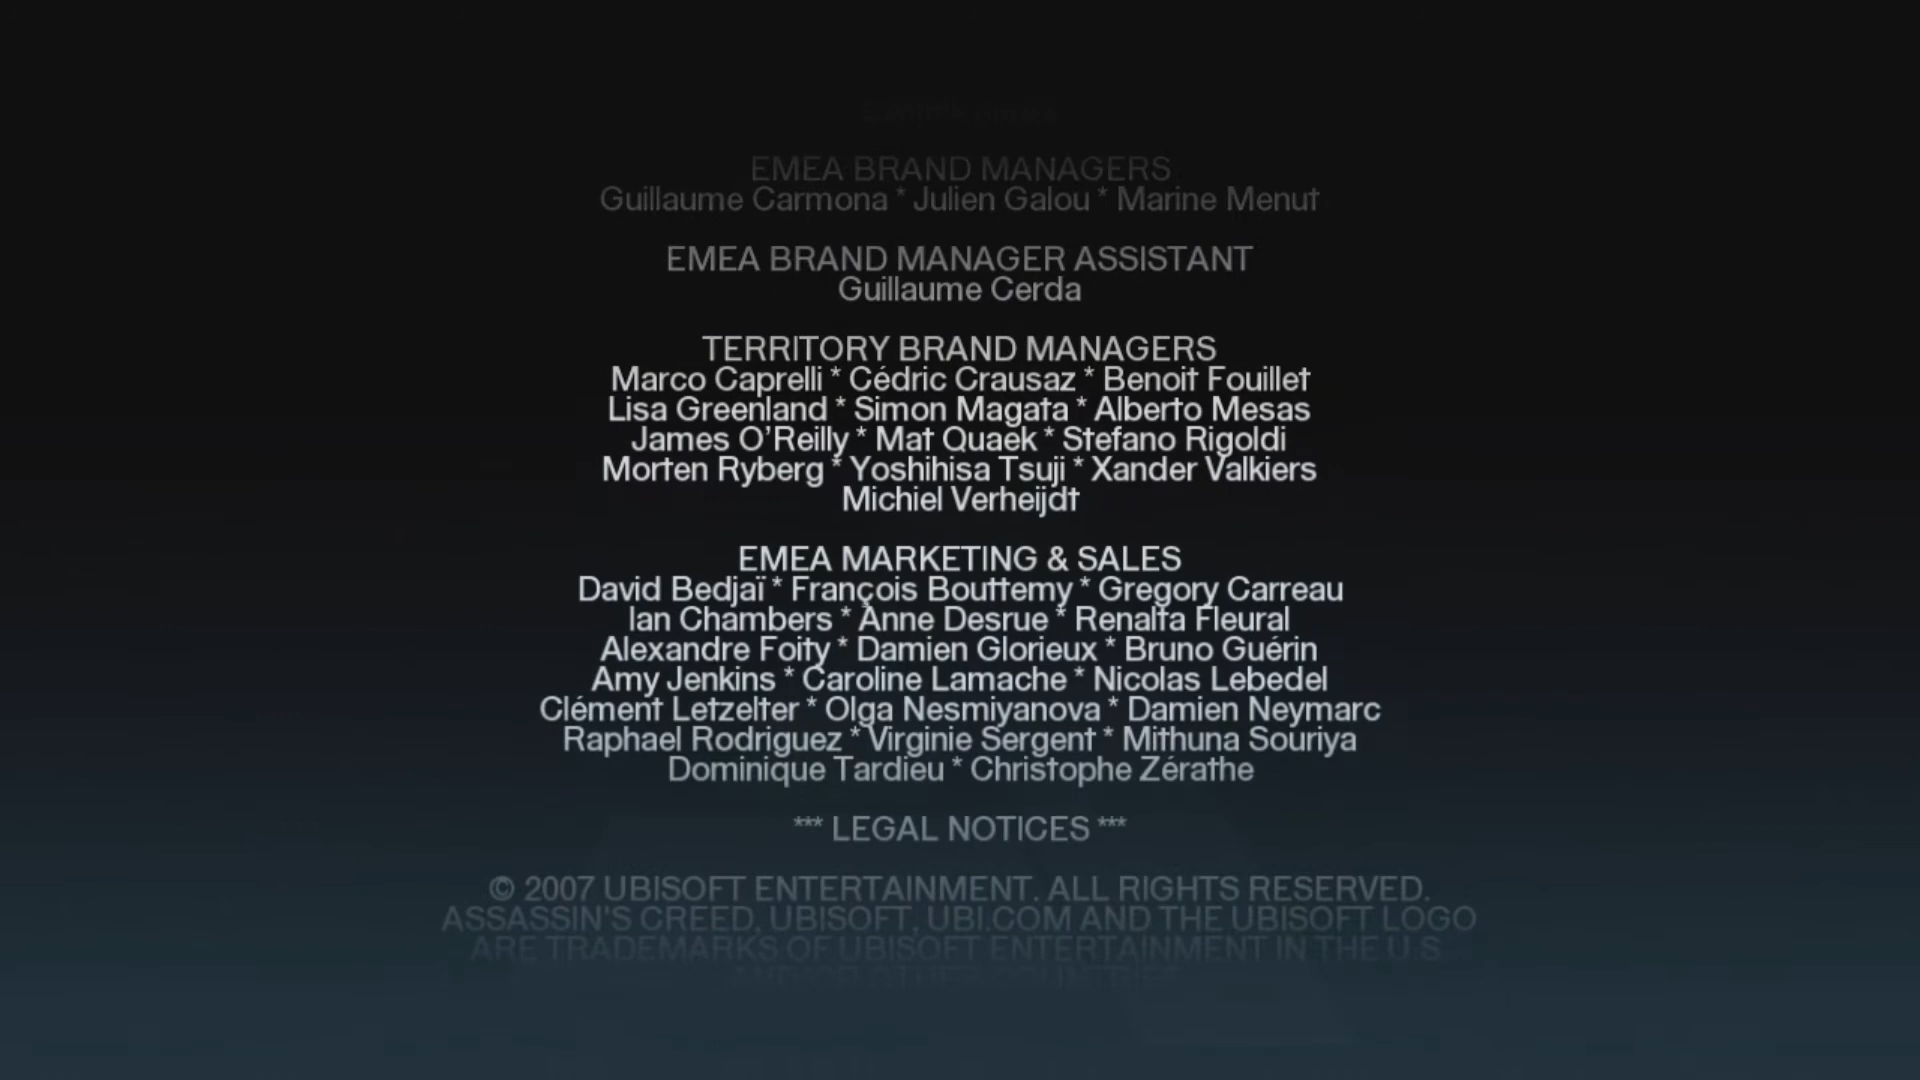 EMEA BRAND MANAGERS
Guillaume Carmona * Julien Galou * Marine Menut
EMEA BRAND MANAGER ASSISTANT
Guillaume Cerda
TERRITORY BRAND MANAGERS
Marco Caprelli * Cédric Crausaz * Benoit Fouillet
Lisa Greenland * Simon Magata * Alberto Mesas
James O’Reilly * Mat Quaek * Stefano Rigoldi
Morten Ryberg * Yoshihisa Tsuji * Xander Valkiers
Michiel Verheijdt
EMEA MARKETING & SALES
David Bedjaï * François Bouttemy * Gregory Carreau
Ian Chambers * Anne Desrue * Renalta Fleural
Alexandre Foity * Damien Glorieux * Bruno Guérin
Amy Jenkins * Caroline Lamache * Nicolas Lebedel
Clément Letzelter * Olga Nesmiyanova * Damien Neymarc
Raphael Rodriguez * Virginie Sergent * Mithuna Souriya
Dominique Tardieu * Christophe Zérathe
*** LEGAL NOTICES ***
© 2007 UBISOFT ENTERTAINMENT. ALL RIGHTS RESERVED.
ASSASSIN'S CREED, UBISOFT, UBI.COM AND THE UBISOFT LOGO
ARE TRADEMARKS OF UBISOFT ENTERTAINMENT IN THE U.S
AND/OR OTHER COUNTRIES